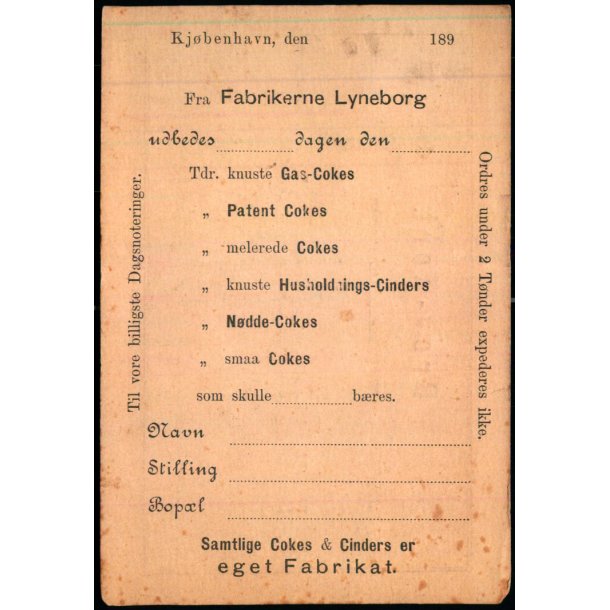 Kjøbenhavn, den 189
Fra Fabrikerne Lyneborg
udbedes dagen den
Tdr. knuste Gas-Cokes
„ Patent Cokes
„ melerede Cokes
„ knuste Husholdnings-Cinders
„ Nødde-Cokes
„ smaa Cokes
som skulle bæres.
Navn
Stilling
Bopæl
Samtlige Cokes & Cinders er
eget Fabrikat.
Til vore billigste Dagsnoteringer.
Ordres under 2 Tønder expederes ikke.